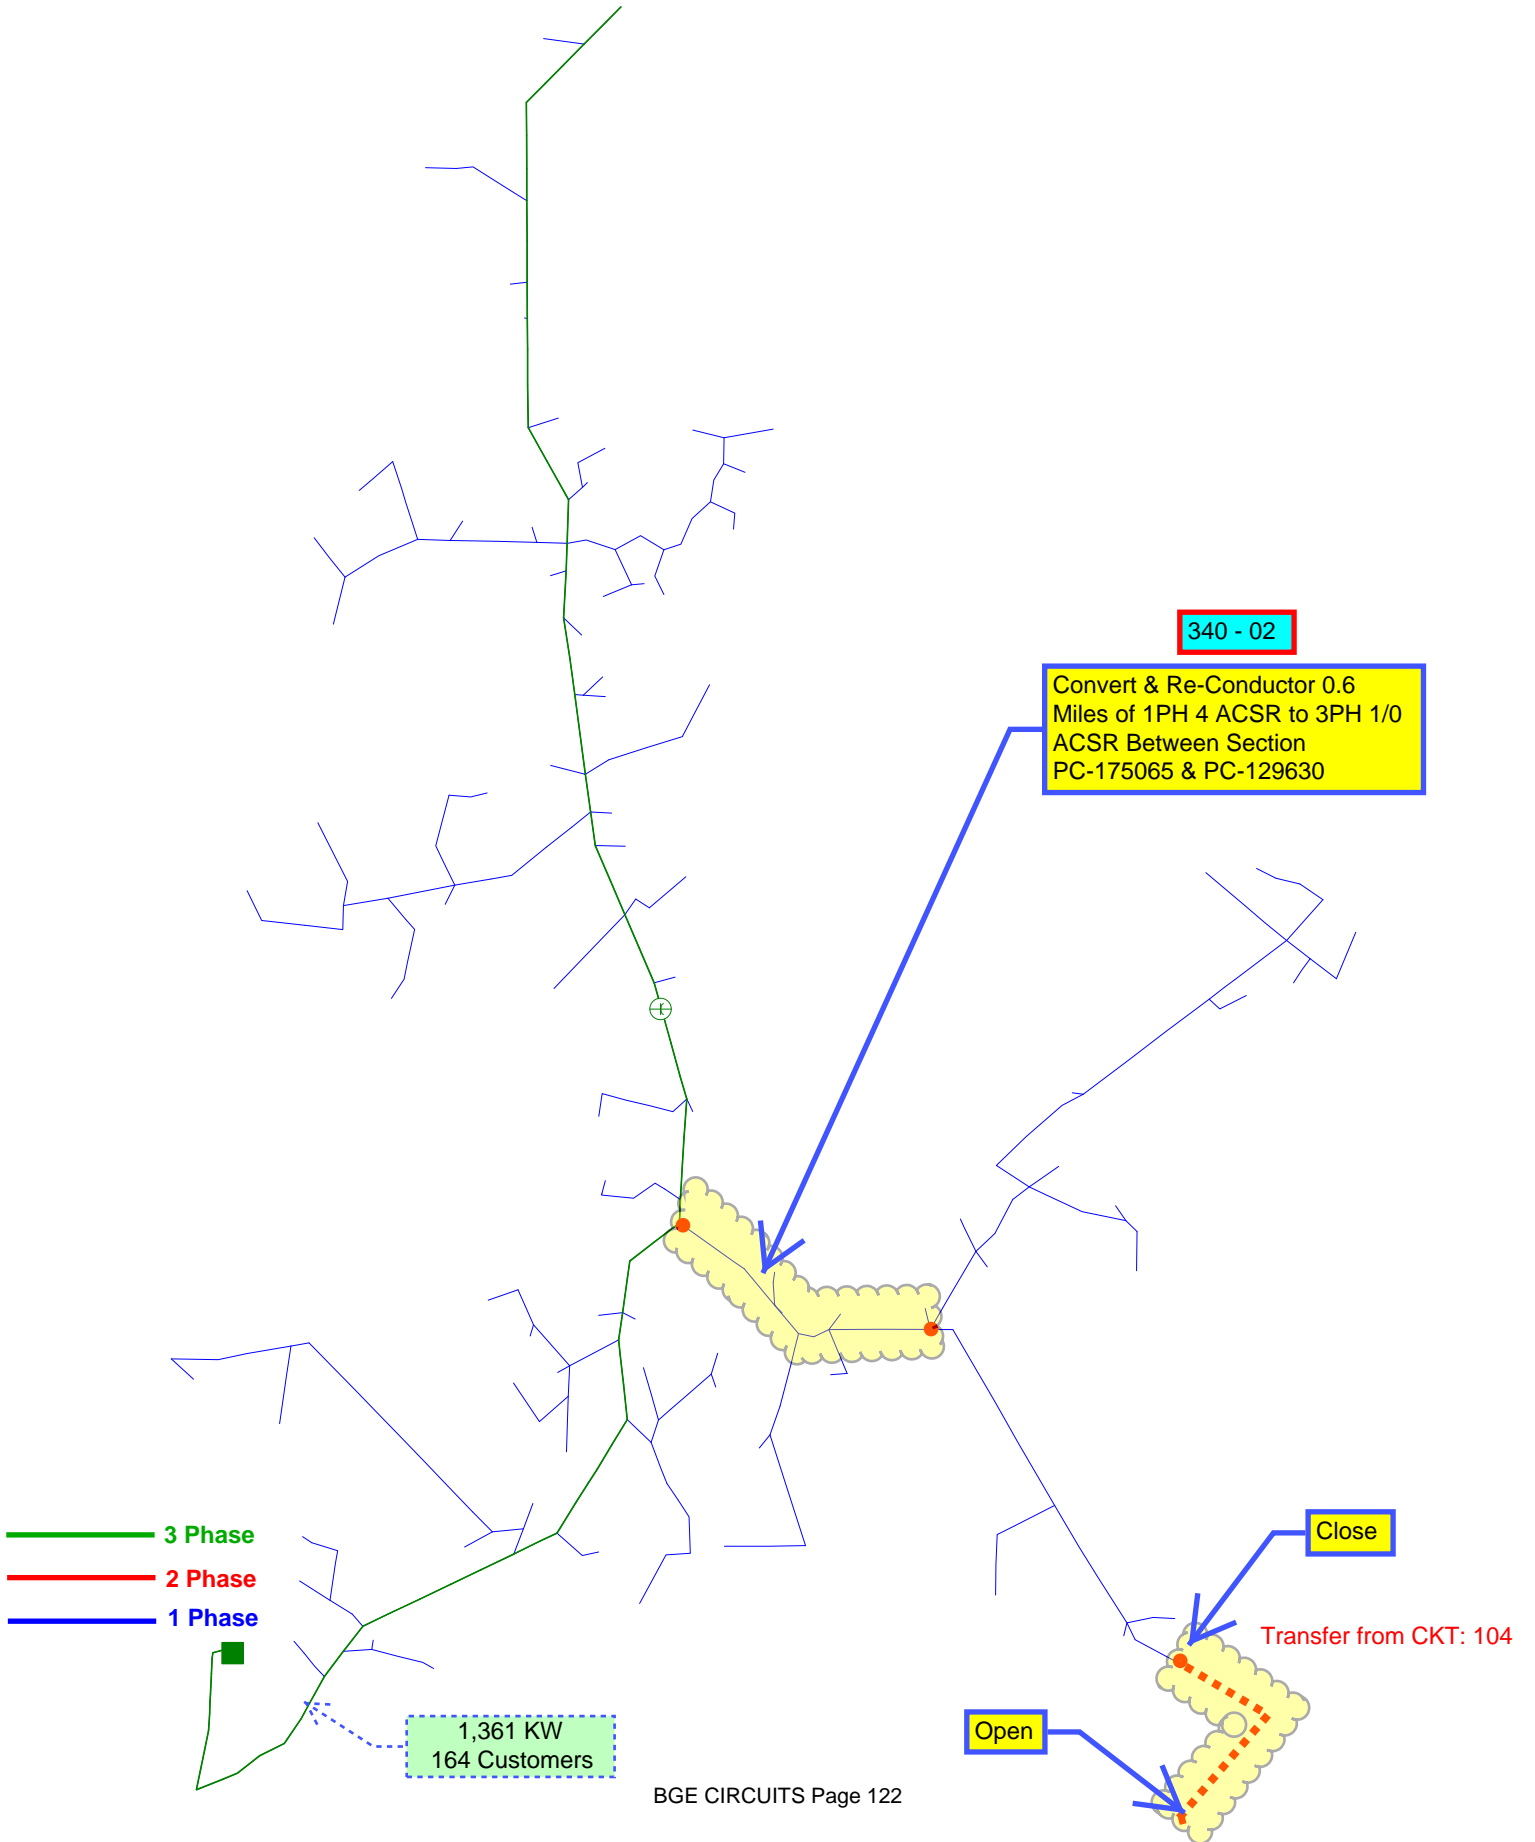 340 - 02
Convert & Re-Conductor 0.6
Miles of 1PH 4 ACSR to 3PH 1/0
ACSR Between Section
PC-175065 & PC-129630
3 Phase
2 Phase
1 Phase
Close
Transfer from CKT: 104
Open
1,361 KW
164 Customers
BGE CIRCUITS Page 122